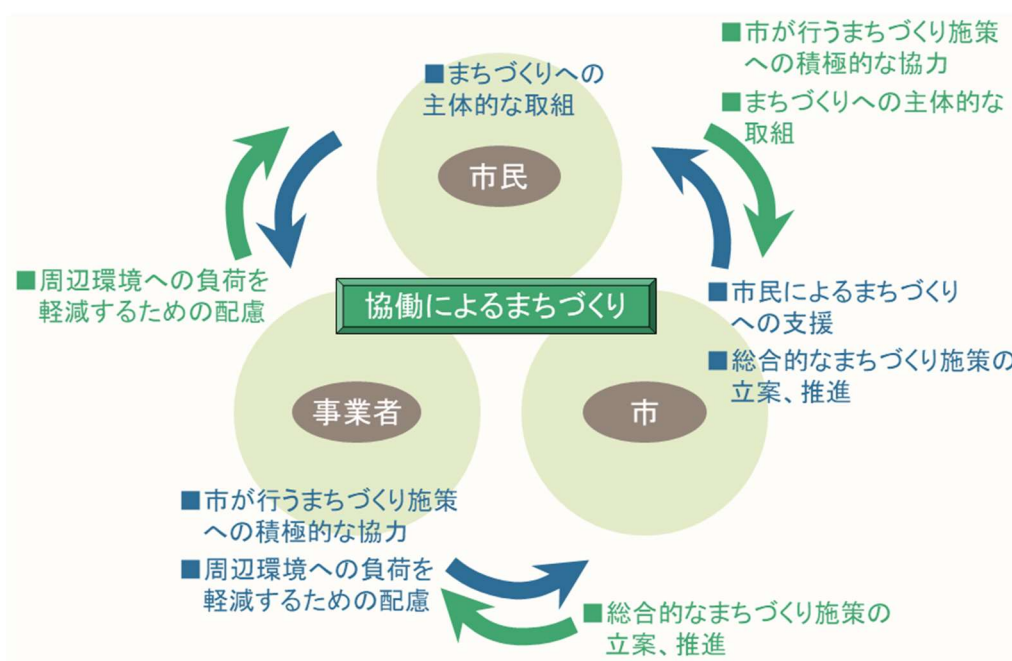 ■まちづくりへの
主体的な取組
■市が行うまちづくり施策
への積極的な協力
■まちづくりへの主体的な
取組
市民
■周辺環境への負荷を
軽減するための配慮
協働によるまちづくり
■市民によるまちづくり
への支援
■総合的なまちづくり施策の
立案、推進
事業者
市
■市が行うまちづくり施策
への積極的な協力
■周辺環境への負荷を
軽減するための配慮
■総合的なまちづくり施策の
立案、推進